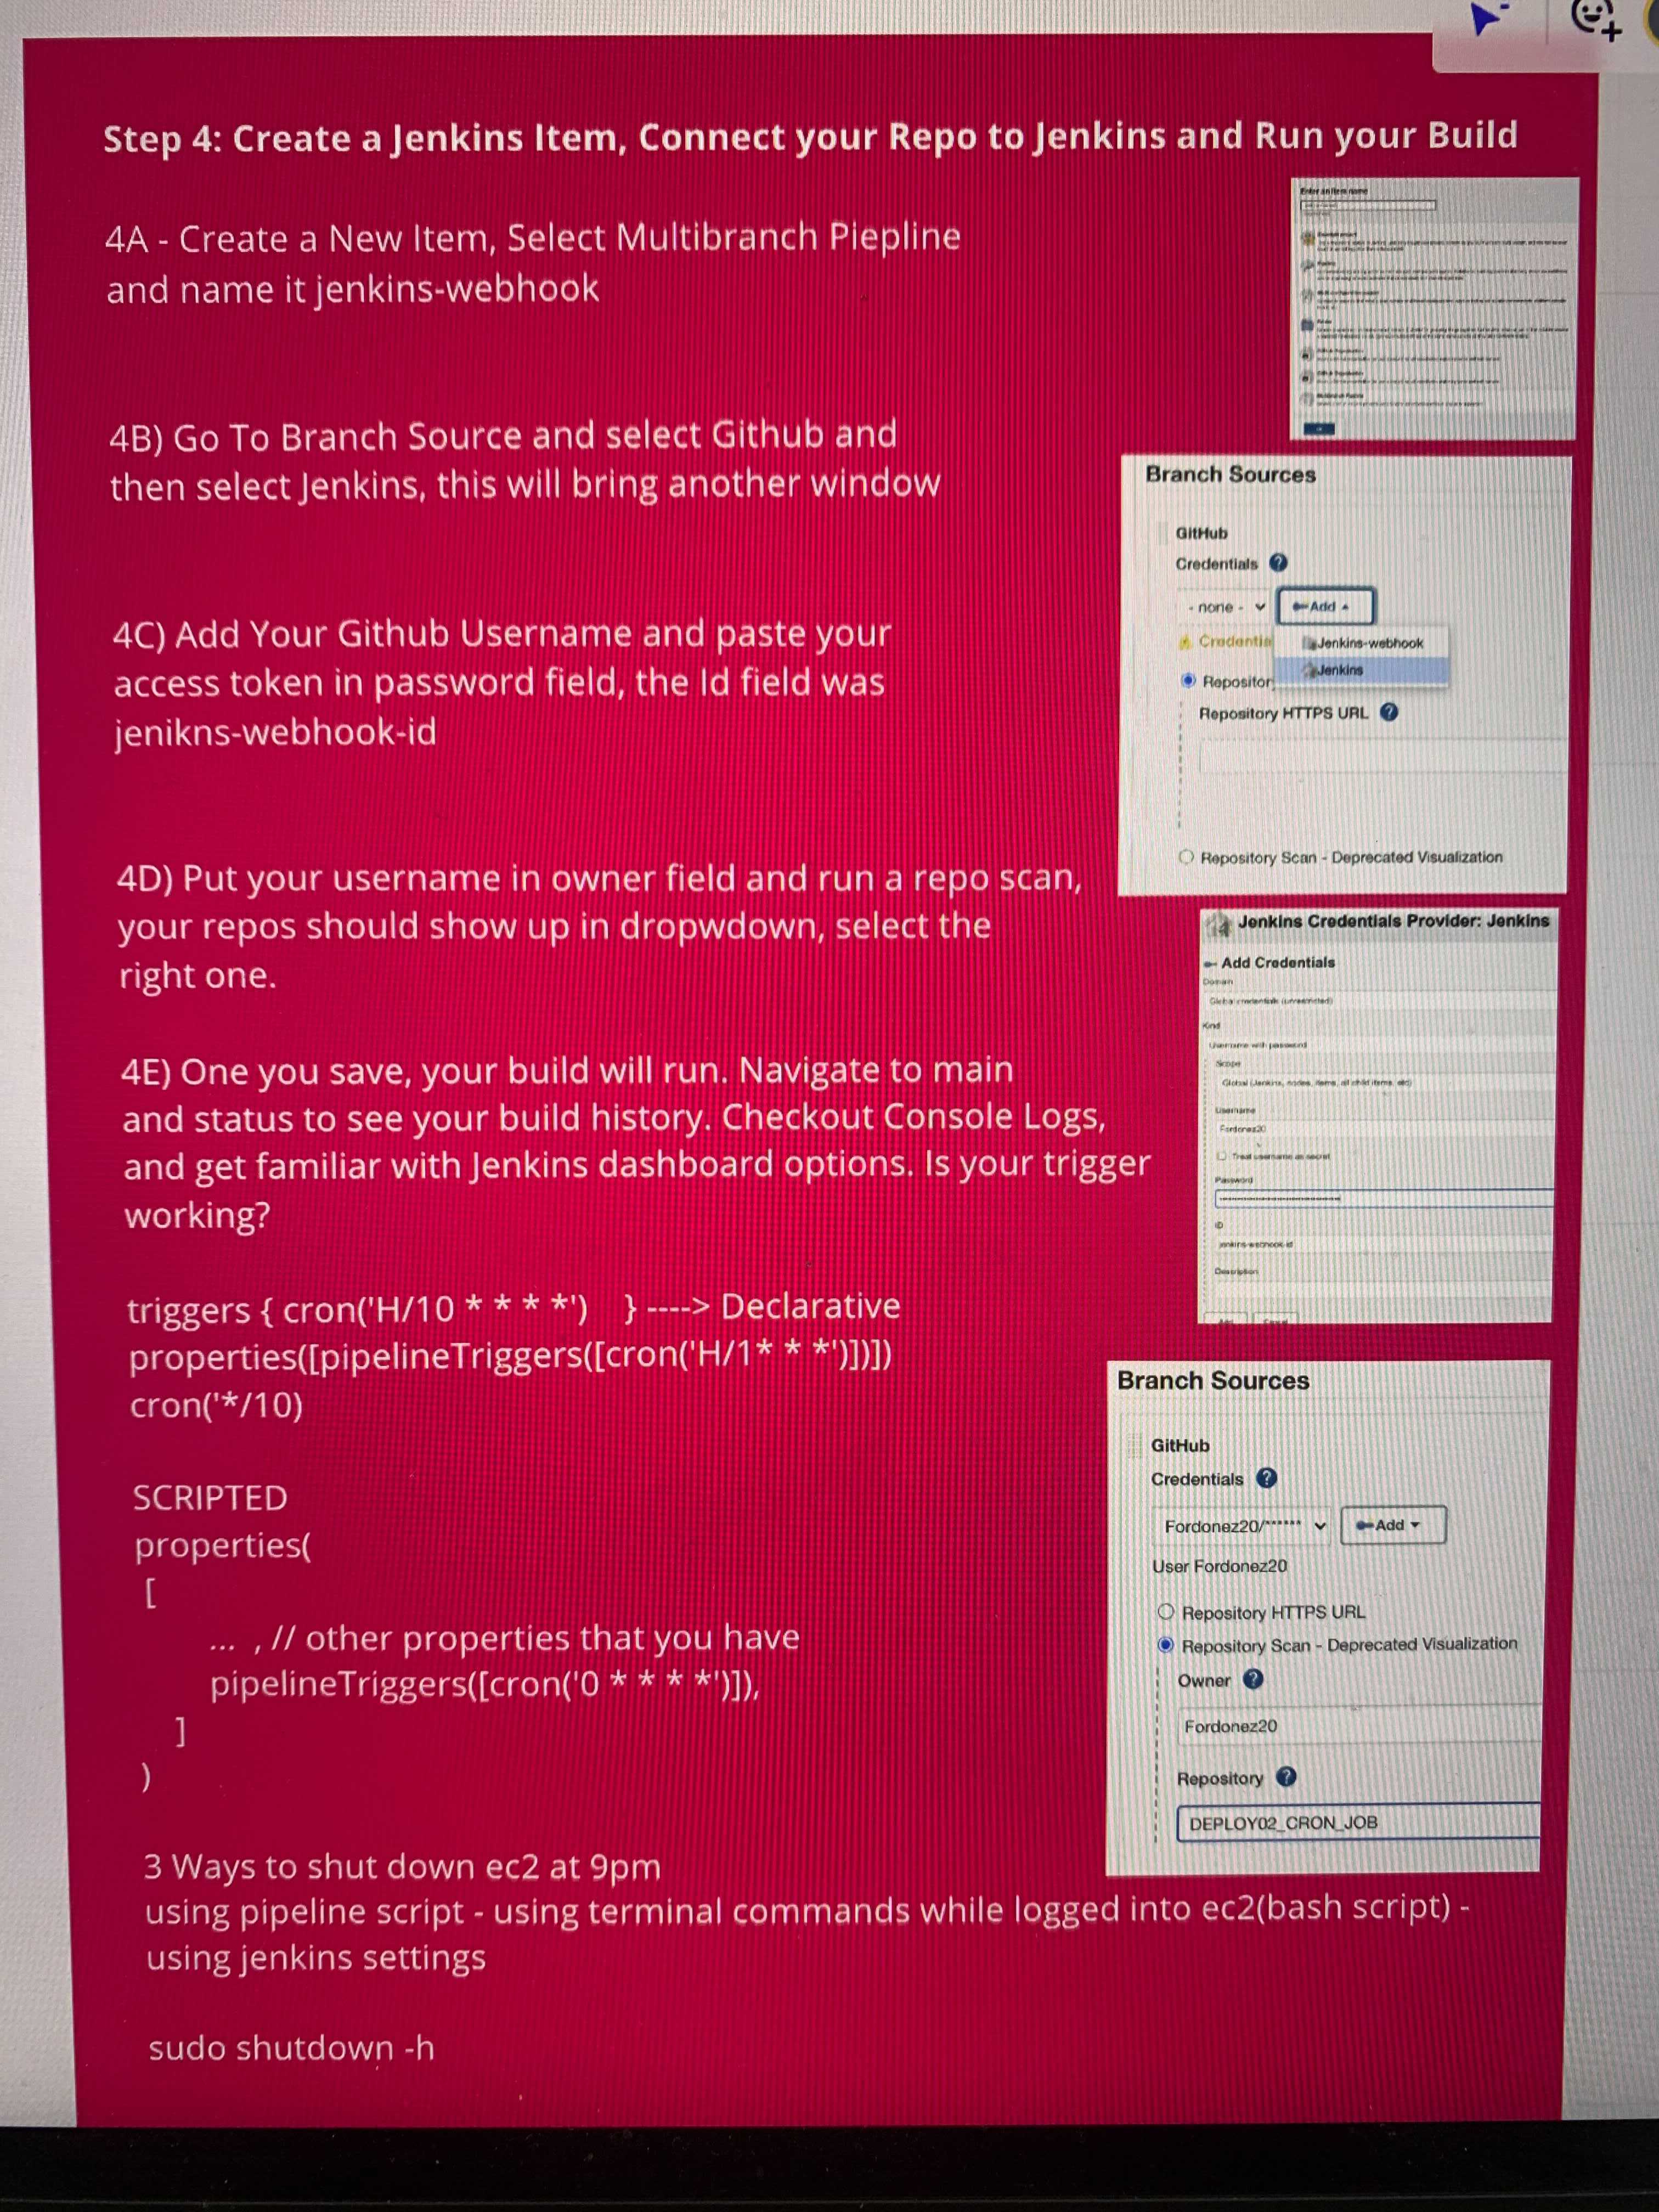 Step 4: Create a Jenkins Item, Connect your Repo to Jenkins and Run your Build
4A - Create a New Item, Select Multibranch Piepline
and name it jenkins-webhook
Enter an item name
4B) Go To Branch Source and select Github and
then select Jenkins, this will bring another window
Branch Sources
GitHub
Credentials ?
- none -
Add
Credentia
Jenkins-webhook
Jenkins
Repositor
Repository HTTPS URL ?
Repository Scan - Deprecated Visualization
4C) Add Your Github Username and paste your
access token in password field, the Id field was
jenikns-webhook-id
4D) Put your username in owner field and run a repo scan,
your repos should show up in dropwdown, select the
right one.
Jenkins Credentials Provider: Jenkins
Add Credentials
Domain
Global credentials (unrestricted)
Kind
Username with password
Scope
Global (Jenkins, nodes, items, all child items, etc)
Username
Fordonez20
Treat username as secret
Password
ID
jenkins-webhook-id
Description
4E) One you save, your build will run. Navigate to main
and status to see your build history. Checkout Console Logs,
and get familiar with Jenkins dashboard options. Is your trigger
working?
triggers { cron('H/10 * * * *')    } ----> Declarative
properties([pipelineTriggers([cron('H/1* * *')])])
cron('*/10)
SCRIPTED
properties(
[
... , // other properties that you have
pipelineTriggers([cron('0 * * * *')]),
]
)
Branch Sources
GitHub
Credentials ?
Fordonez20/******
Add
User Fordonez20
Repository HTTPS URL
Repository Scan - Deprecated Visualization
Owner ?
Fordonez20
Repository ?
DEPLOY02_CRON_JOB
3 Ways to shut down ec2 at 9pm
using pipeline script - using terminal commands while logged into ec2(bash script) -
using jenkins settings
sudo shutdown -h